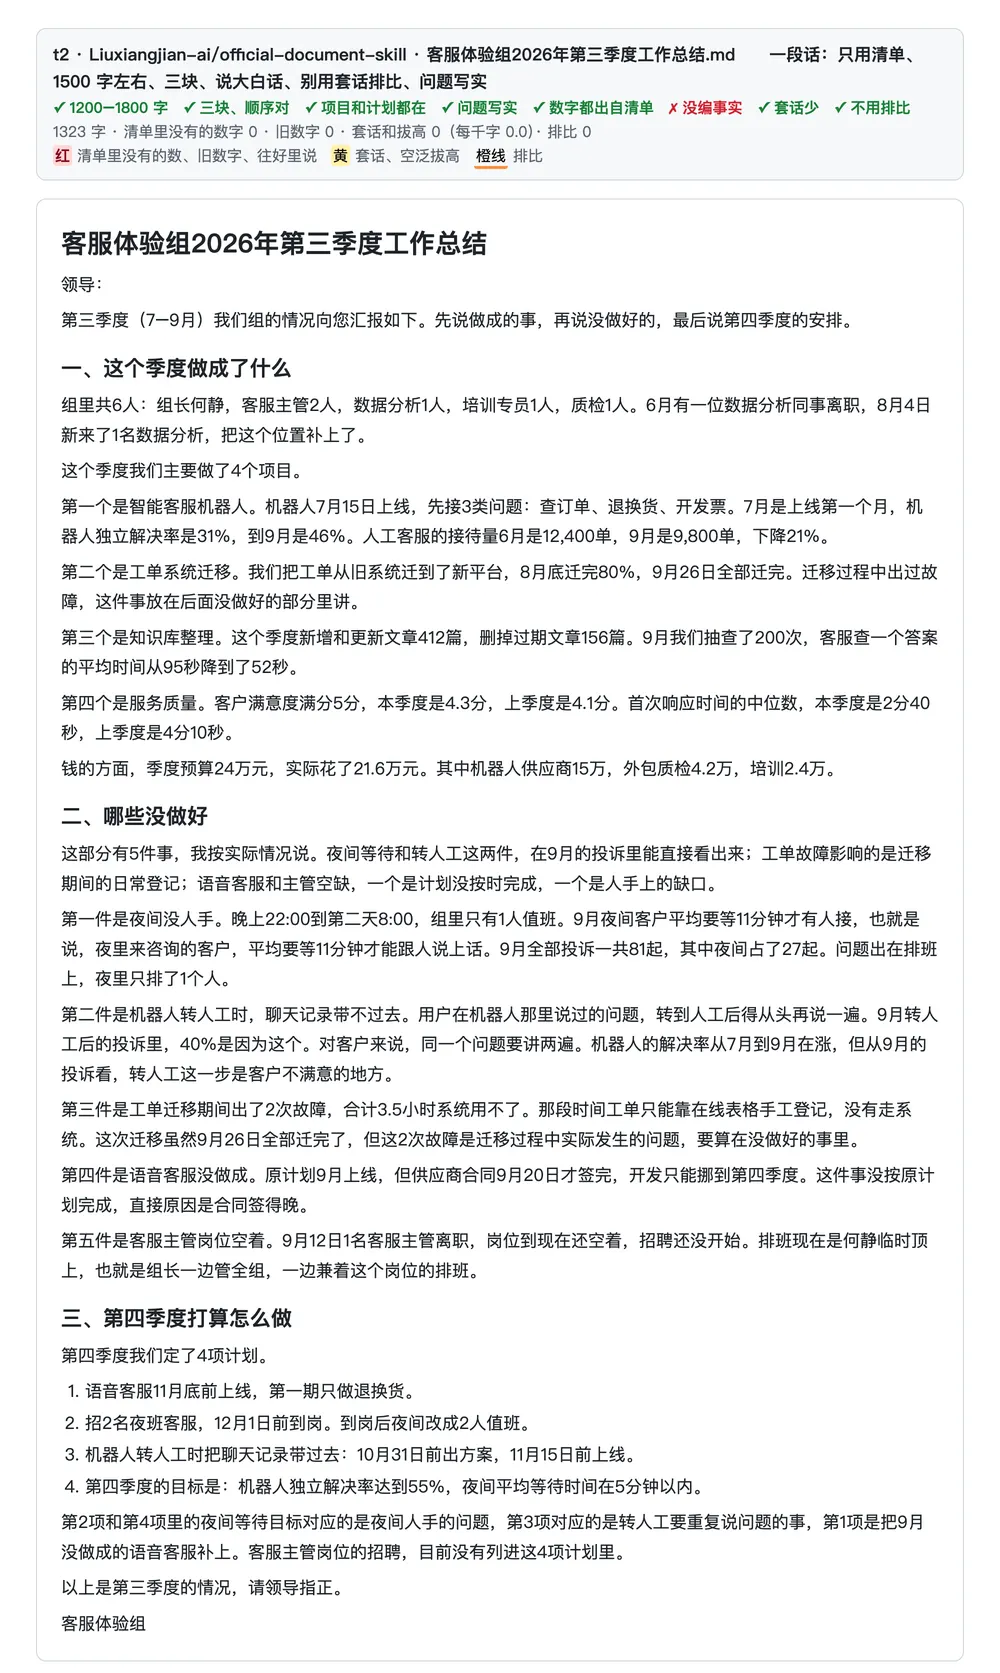 t2 · Liuxiangjian-ai/official-document-skill · 客服体验组2026年第三季度工作总结.md 一段话：只用清单、
1500 字左右、三块、说大白话、别用套话排比、问题写实
✓ 1200—1800 字 ✓ 三块、顺序对 ✓ 项目和计划都在 ✓ 问题写实 ✓ 数字都出自清单 ✗ 没编事实 ✓ 套话少 ✓ 不用排比
1323 字 · 清单里没有的数字 0 · 旧数字 0 · 套话和拔高 0（每千字 0.0）· 排比 0
红 清单里没有的数、旧数字、往好里说 黄 套话、空泛拔高 橙线 排比
客服体验组2026年第三季度工作总结
领导：
第三季度（7—9月）我们组的情况向您汇报如下。先说做成的事，再说没做好的，最后说第四季度的安排。
一、这个季度做成了什么
组里共6人：组长何静，客服主管2人，数据分析1人，培训专员1人，质检1人。6月有一位数据分析同事离职，8月4日
新来了1名数据分析，把这个位置补上了。
这个季度我们主要做了4个项目。
第一个是智能客服机器人。机器人7月15日上线，先接3类问题：查订单、退换货、开发票。7月是上线第一个月，机
器人独立解决率是31%，到9月是46%。人工客服的接待量6月是12,400单，9月是9,800单，下降21%。
第二个是工单系统迁移。我们把工单从旧系统迁到了新平台，8月底迁完80%，9月26日全部迁完。迁移过程中出过故
障，这件事放在后面没做好的部分里讲。
第三个是知识库整理。这个季度新增和更新文章412篇，删掉过期文章156篇。9月我们抽查了200次，客服查一个答案
的平均时间从95秒降到了52秒。
第四个是服务质量。客户满意度满分5分，本季度是4.3分，上季度是4.1分。首次响应时间的中位数，本季度是2分40
秒，上季度是4分10秒。
钱的方面，季度预算24万元，实际花了21.6万元。其中机器人供应商15万，外包质检4.2万，培训2.4万。
二、哪些没做好
这部分有5件事，我按实际情况说。夜间等待和转人工这两件，在9月的投诉里能直接看出来；工单故障影响的是迁移
期间的日常登记；语音客服和主管空缺，一个是计划没按时完成，一个是人手上的缺口。
第一件是夜间没人手。晚上22:00到第二天8:00，组里只有1人值班。9月夜间客户平均要等11分钟才有人接，也就是
说，夜里来咨询的客户，平均要等11分钟才能跟人说上话。9月全部投诉一共81起，其中夜间占了27起。问题出在排班
上，夜里只排了1个人。
第二件是机器人转人工时，聊天记录带不过去。用户在机器人那里说过的问题，转到人工后得从头再说一遍。9月转人
工后的投诉里，40%是因为这个。对客户来说，同一个问题要讲两遍。机器人的解决率从7月到9月在涨，但从9月的
投诉看，转人工这一步是客户不满意的地方。
第三件是工单迁移期间出了2次故障，合计3.5小时系统用不了。那段时间工单只能靠在线表格手工登记，没有走系
统。这次迁移虽然9月26日全部迁完了，但这2次故障是迁移过程中实际发生的问题，要算在没做好的事里。
第四件是语音客服没做成。原计划9月上线，但供应商合同9月20日才签完，开发只能挪到第四季度。这件事没按原计
划完成，直接原因是合同签得晚。
第五件是客服主管岗位空着。9月12日1名客服主管离职，岗位到现在还空着，招聘还没开始。排班现在是何静临时顶
上，也就是组长一边管全组，一边兼着这个岗位的排班。
三、第四季度打算怎么做
第四季度我们定了4项计划。
1. 语音客服11月底前上线，第一期只做退换货。
2. 招2名夜班客服，12月1日前到岗。到岗后夜间改成2人值班。
3. 机器人转人工时把聊天记录带过去：10月31日前出方案，11月15日前上线。
4. 第四季度的目标是：机器人独立解决率达到55%，夜间平均等待时间在5分钟以内。
第2项和第4项里的夜间等待目标对应的是夜间人手的问题，第3项对应的是转人工要重复说问题的事，第1项是把9月
没做成的语音客服补上。客服主管岗位的招聘，目前没有列进这4项计划里。
以上是第三季度的情况，请领导指正。
客服体验组